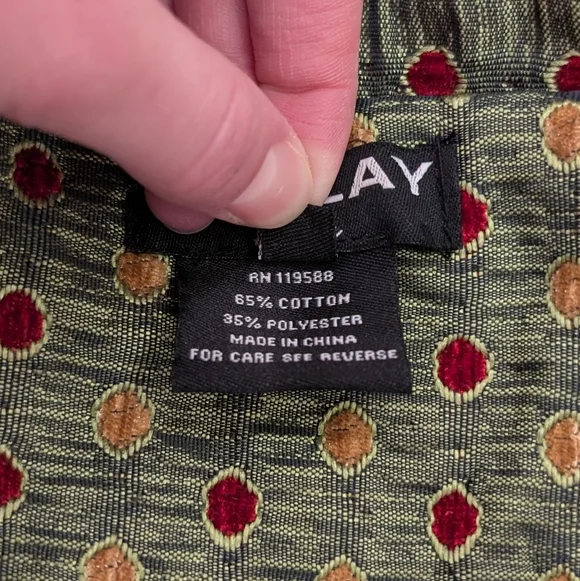 LAY
RN 119588
65% COTTON
35% POLYESTER
MADE IN CHINA
FOR CARE SEE REVERSE